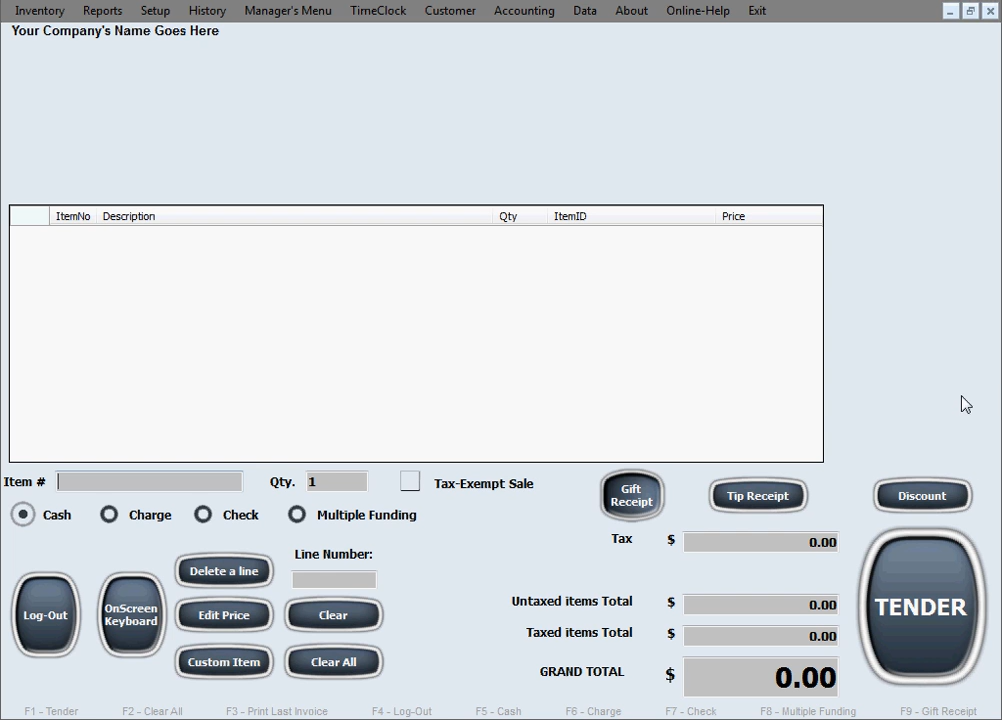 Inventory Reports Setup History Manager's Menu TimeClock Customer Accounting Data About Online-Help Exit
Your Company's Name Goes Here
ItemNo Description Qty ItemID Price
Item # Qty. 1 Tax-Exempt Sale
Gift Receipt
Tip Receipt
Discount
Cash Charge Check Multiple Funding
Tax $ 0.00
Line Number:
Delete a line
Log-Out
OnScreen
Keyboard
Edit Price
Clear
Custom Item
Clear All
Untaxed items Total $ 0.00
Taxed items Total $ 0.00
GRAND TOTAL $ 0.00
TENDER
F1 - Tender F2 - Clear All F3 - Print Last Invoice F4 - Log-Out F5 - Cash F6 - Charge F7 - Check F8 - Multiple Funding F9 - Gift Receipt